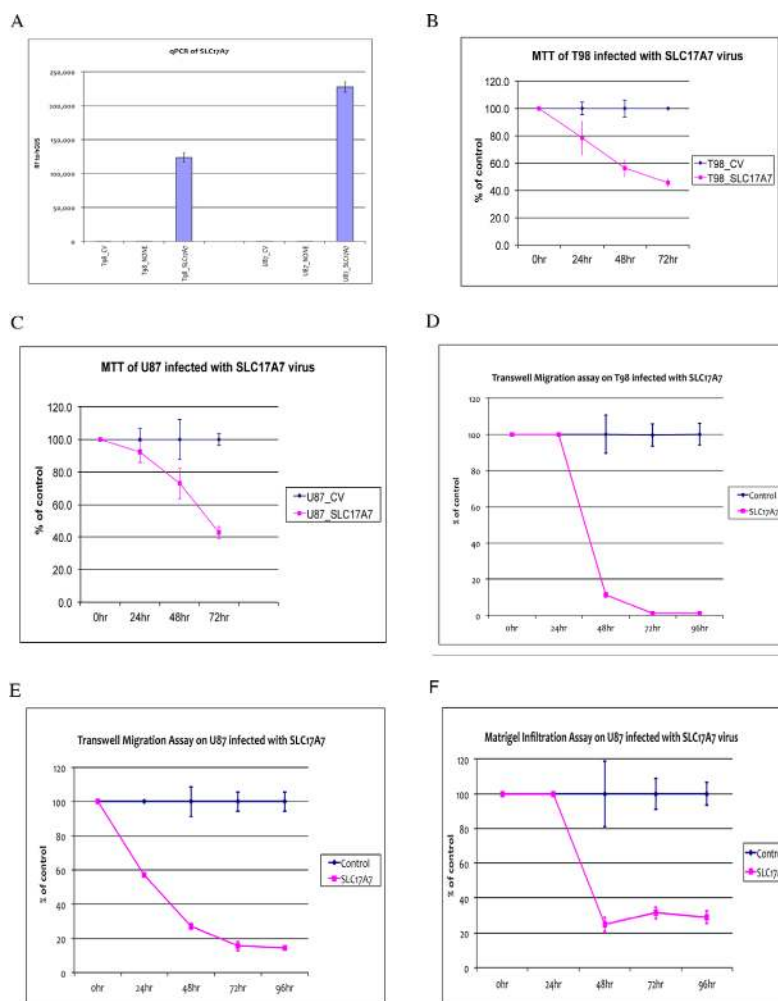 A
qPCR of SLC17A7
250,000
200,000
150,000
100,000
50,000
0
T98_CV
T98_NONE
T98_SLC17A7
U87_CV
U87_NONE
U87_SLC17A7
B
MTT of T98 infected with SLC17A7 virus
% of control
120.0
100.0
80.0
60.0
40.0
20.0
0.0
0hr 24hr 48hr 72hr
T98_CV
T98_SLC17A7
C
MTT of U87 infected with SLC17A7 virus
% of control
120.0
100.0
80.0
60.0
40.0
20.0
0.0
0hr 24hr 48hr 72hr
U87_CV
U87_SLC17A7
D
Transwell Migration assay on T98 infected with SLC17A7
% of control
120
100
80
60
40
20
0
0hr 24hr 48hr 72hr 96hr
Control
SLC17A7
E
Transwell Migration Assay on U87 infected with SLC17A7
% of control
120
100
80
60
40
20
0
0hr 24hr 48hr 72hr 96hr
Control
SLC17A7
F
Matrigel Infiltration Assay on U87 infected with SLC17A7 virus
% of control
120
100
80
60
40
20
0
0hr 24hr 48hr 72hr 96hr
Contr
SLC17